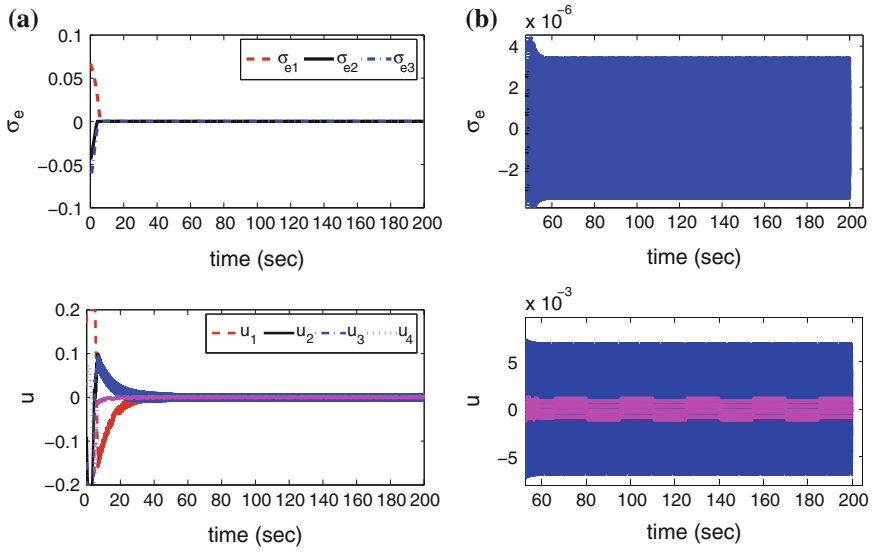 (a)
0.1
0.05
0
−0.05
−0.1
σe
σe1 σe2 σe3
0 20 40 60 80 100 120 140 160 180 200
time (sec)
(b)
x 10−6
4
2
0
−2
σe
60 80 100 120 140 160 180 200
time (sec)
0.2
0.1
0
−0.1
−0.2
u
u1 u2 u3 u4
0 20 40 60 80 100 120 140 160 180 200
time (sec)
x 10−3
5
0
−5
u
60 80 100 120 140 160 180 200
time (sec)